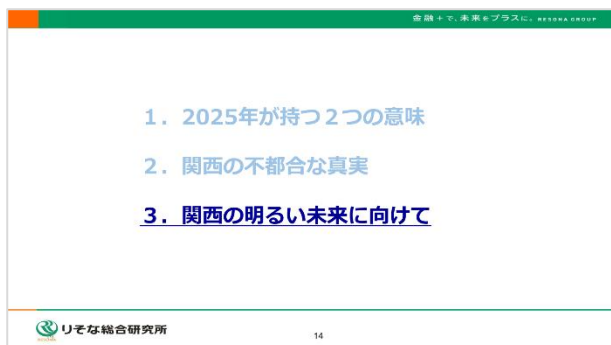 金融+で、未来をプラスに。RESONA GROUP
1. 2025年が持つ2つの意味
2. 関西の不都合な真実
3. 関西の明るい未来に向けて
りそな総合研究所
14